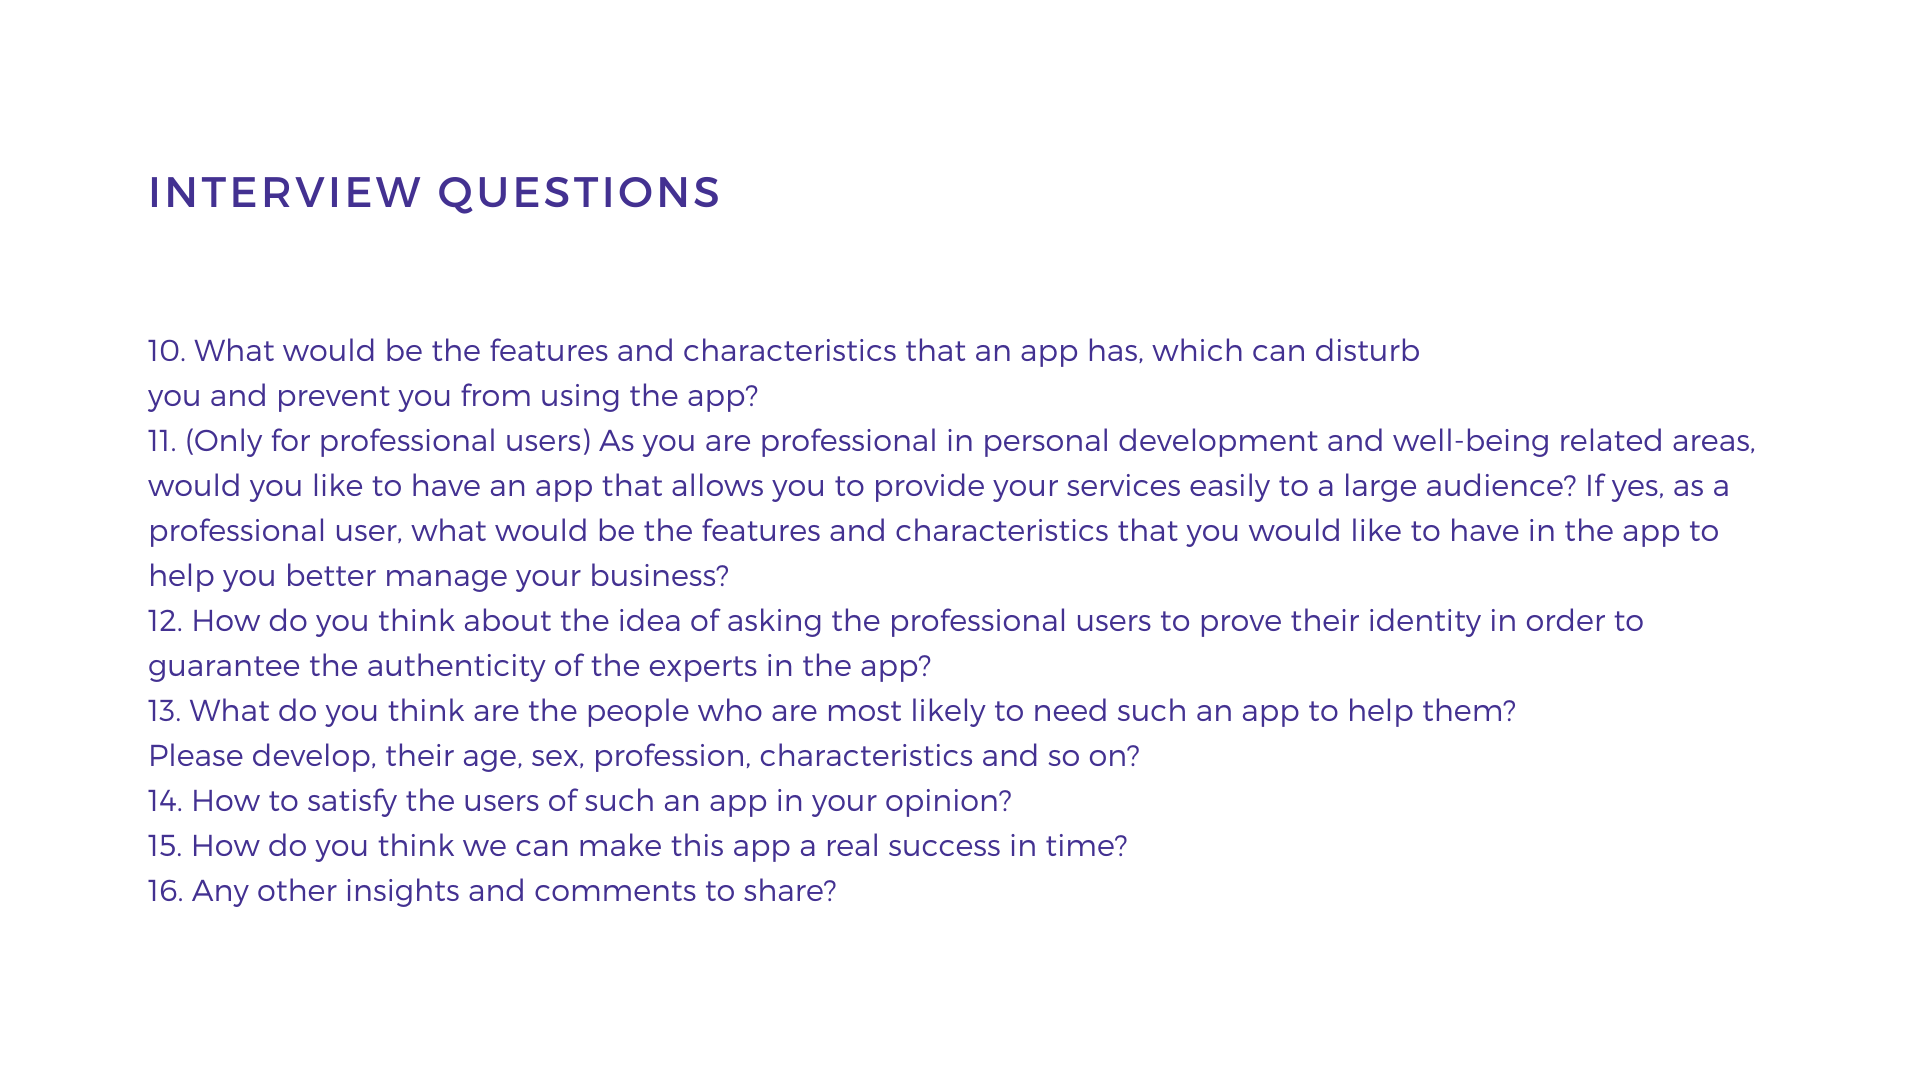 INTERVIEW QUESTIONS
10. What would be the features and characteristics that an app has, which can disturb
you and prevent you from using the app?
11. (Only for professional users) As you are professional in personal development and well-being related areas,
would you like to have an app that allows you to provide your services easily to a large audience? If yes, as a
professional user, what would be the features and characteristics that you would like to have in the app to
help you better manage your business?
12. How do you think about the idea of asking the professional users to prove their identity in order to
guarantee the authenticity of the experts in the app?
13. What do you think are the people who are most likely to need such an app to help them?
Please develop, their age, sex, profession, characteristics and so on?
14. How to satisfy the users of such an app in your opinion?
15. How do you think we can make this app a real success in time?
16. Any other insights and comments to share?